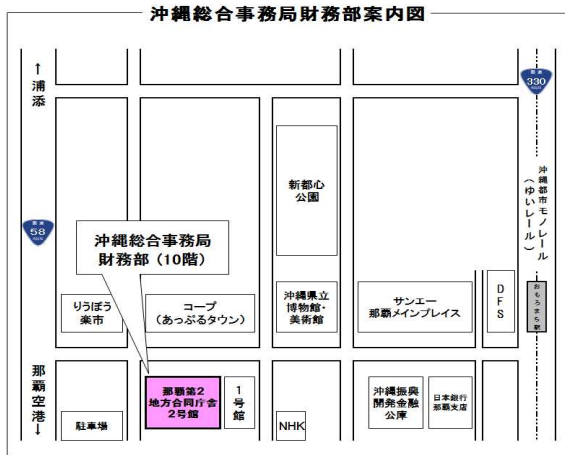 沖縄総合事務局財務部案内図
↑
浦添
国道
58
国道
330
沖縄都市モノレール
（ゆいレール）
新都心
公園
沖縄総合事務局
財務部（10階）
りうぼう
楽市
コープ
（あっぷるタウン）
沖縄県立
博物館・
美術館
サンエー
那覇メインプレイス
DFS
おもろまち駅
那覇空港↓
駐車場
那覇第2
地方合同庁舎
2号館
1号館
NHK
沖縄振興
開発金融
公庫
日本銀行
那覇支店